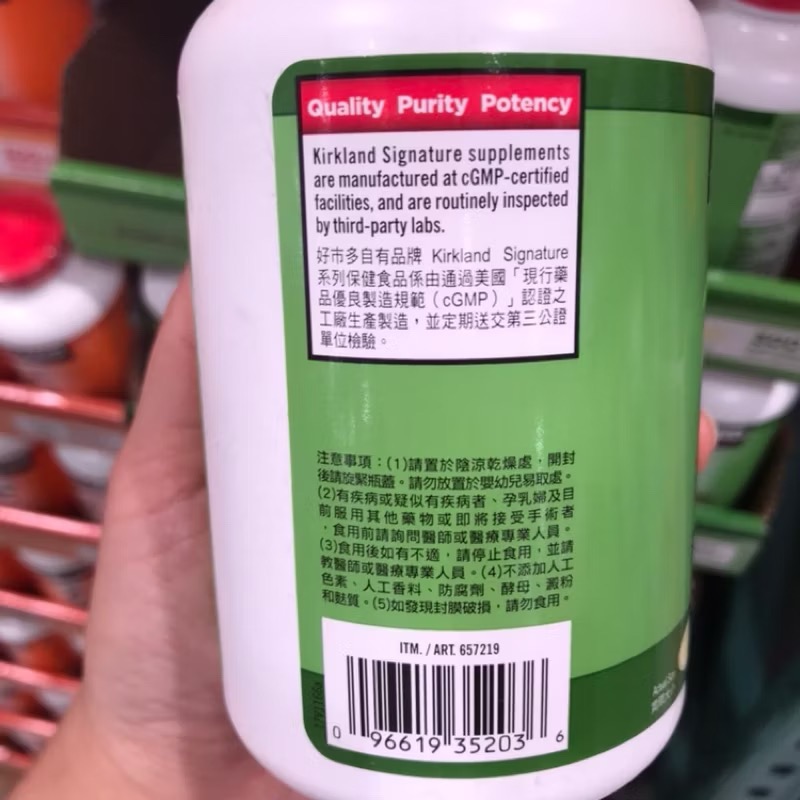 Quality Purity Potency
Kirkland Signature supplements
are manufactured at cGMP-certified
facilities, and are routinely inspected
by third-party labs.
好市多自有品牌 Kirkland Signature
系列保健食品係由通過美國「現行藥
品優良製造規範(cGMP)」認證之
工廠生產製造,並定期送交第三公證
單位檢驗。
注意事項:(1)請置於陰涼乾燥處,開封
後請旋緊瓶蓋。請勿放置於嬰幼兒易取處。
(2)有疾病或疑似有疾病者、孕乳婦及目
前服用其他藥物或即將接受手術者
,食用前請詢問醫師或醫療專業人員。
(3)食用後如有不適,請停止食用,並請
教醫師或醫療專業人員。(4)不添加人工
色素、人工香料、防腐劑、酵母、澱粉
和麩質。(5)如發現封膜破損,請勿食用。
ITM. / ART. 657219
0 96619 35203 6